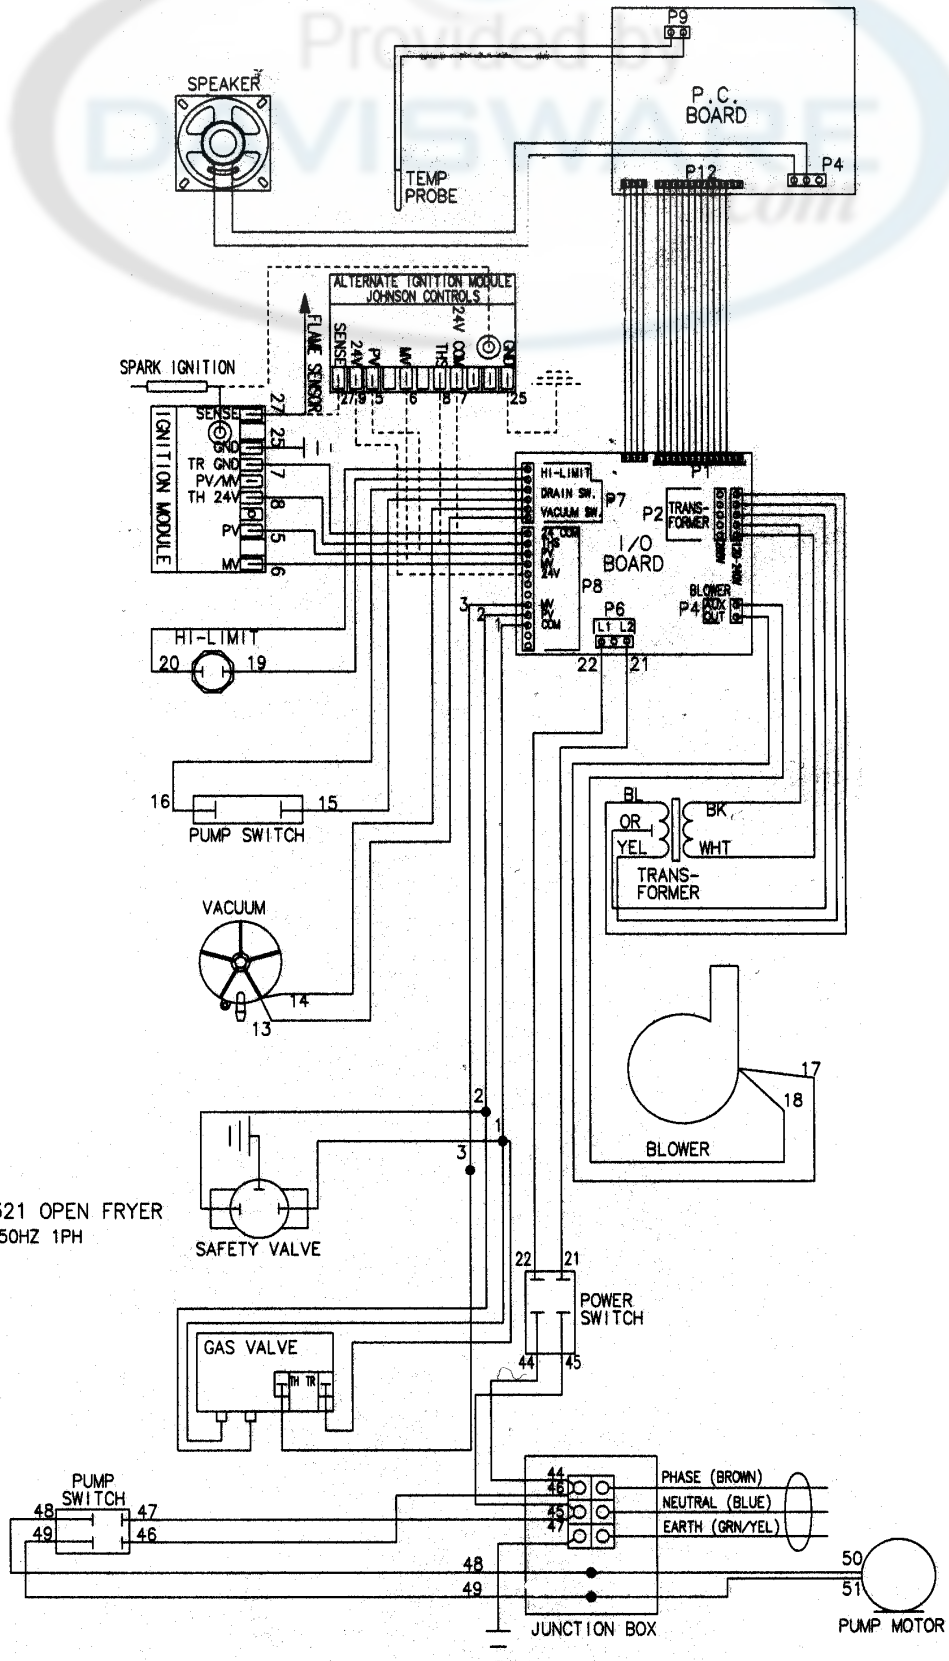 Provided by
DAVISWARE
.com
P9
P.C.
BOARD
SPEAKER
P4
P12
TEMP
PROBE
ALTERNATE IGNITION MODULE
JOHNSON CONTROLS
SENSE
24V
PV
MV
THS
24V COM
GND
27 9 5 6 8 7 25
FLAME SENSOR
SPARK IGNITION
IGNITION MODULE
SENSE 27
GND 25
TR GND 7
PV/MV
TH 24V 8
PV 5
MV 6
P1
HI-LIMIT
DRAIN SW.
VACUUM SW.
P7
P2
TRANS-
FORMER
208V
120-240V
I/O
BOARD
24 COM
THS
PV
MV
24V
P8
MV
PV
COM
3
2
1
BLOWER
P4
AUX
OUT
P6
L1 L2
22 21
HI-LIMIT
20 19
16 15
PUMP SWITCH
BL
OR
YEL
BK
WHT
TRANS-
FORMER
VACUUM
14
13
17
18
BLOWER
2
1
3
521 OPEN FRYER
50HZ 1PH
SAFETY VALVE
22 21
POWER
SWITCH
44 45
GAS VALVE
TH TR
PUMP
SWITCH
48 47
49 46
44
46
45
47
PHASE (BROWN)
NEUTRAL (BLUE)
EARTH (GRN/YEL)
48
49
50
51
JUNCTION BOX
PUMP MOTOR